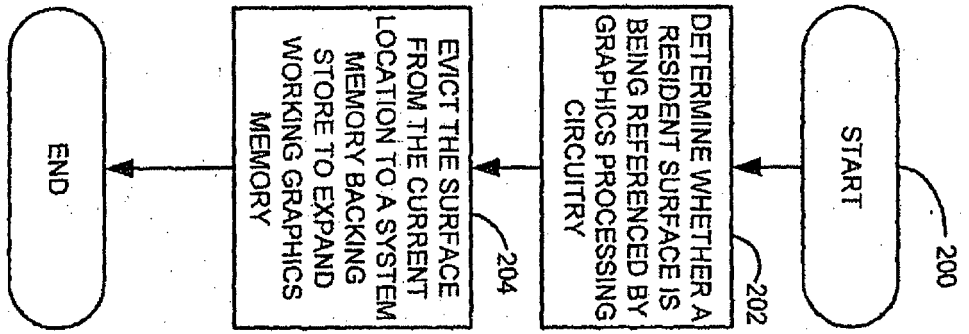 START
200
DETERMINE WHETHER A
RESIDENT SURFACE IS
BEING REFERENCED BY
GRAPHICS PROCESSING
CIRCUITRY
202
EVICT THE SURFACE
FROM THE CURRENT
LOCATION TO A SYSTEM
MEMORY BACKING
STORE TO EXPAND
WORKING GRAPHICS
MEMORY
204
END